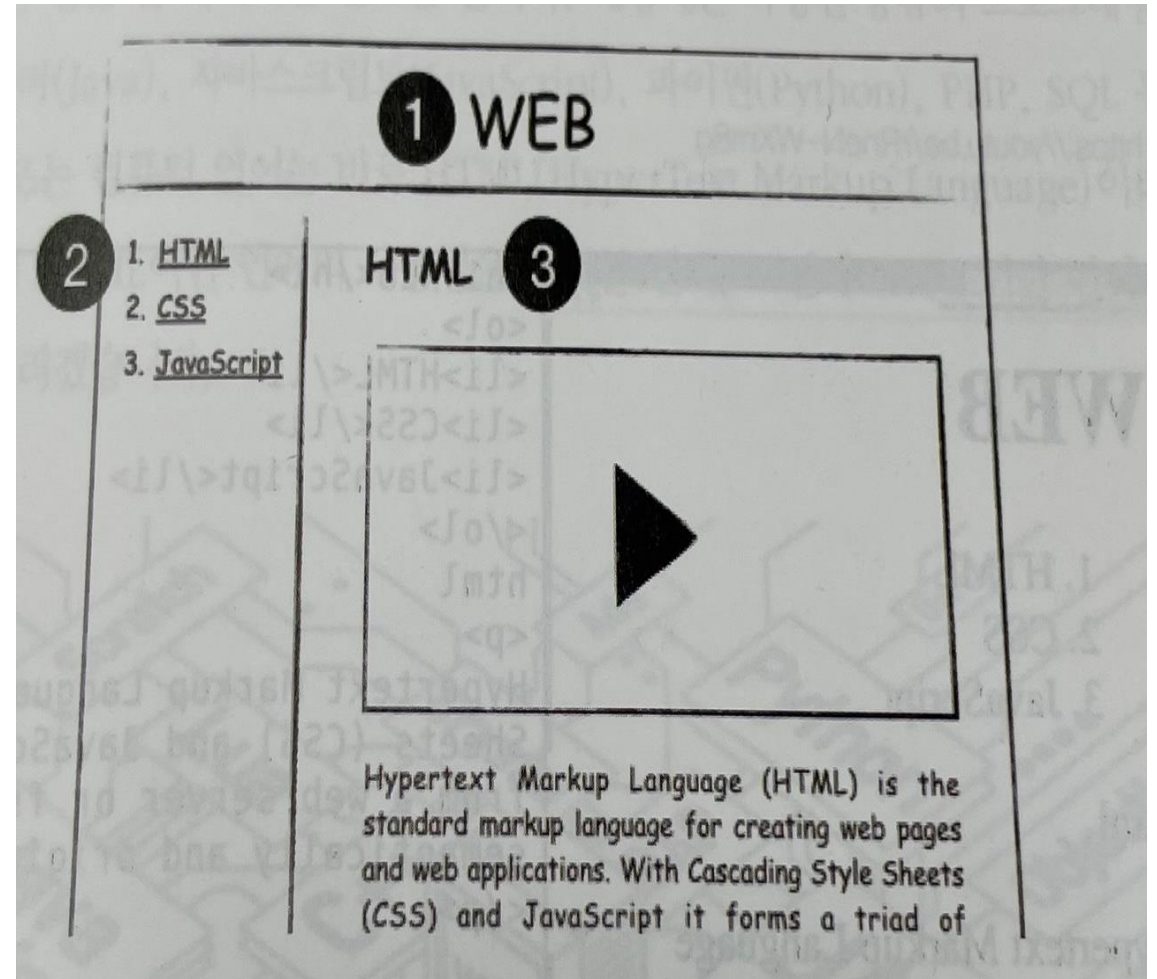 1 WEB
2
1. HTML
2. CSS
3. JavaScript
HTML 3
Hypertext Markup Language (HTML) is the
standard markup language for creating web pages
and web applications. With Cascading Style Sheets
(CSS) and JavaScript it forms a triad of